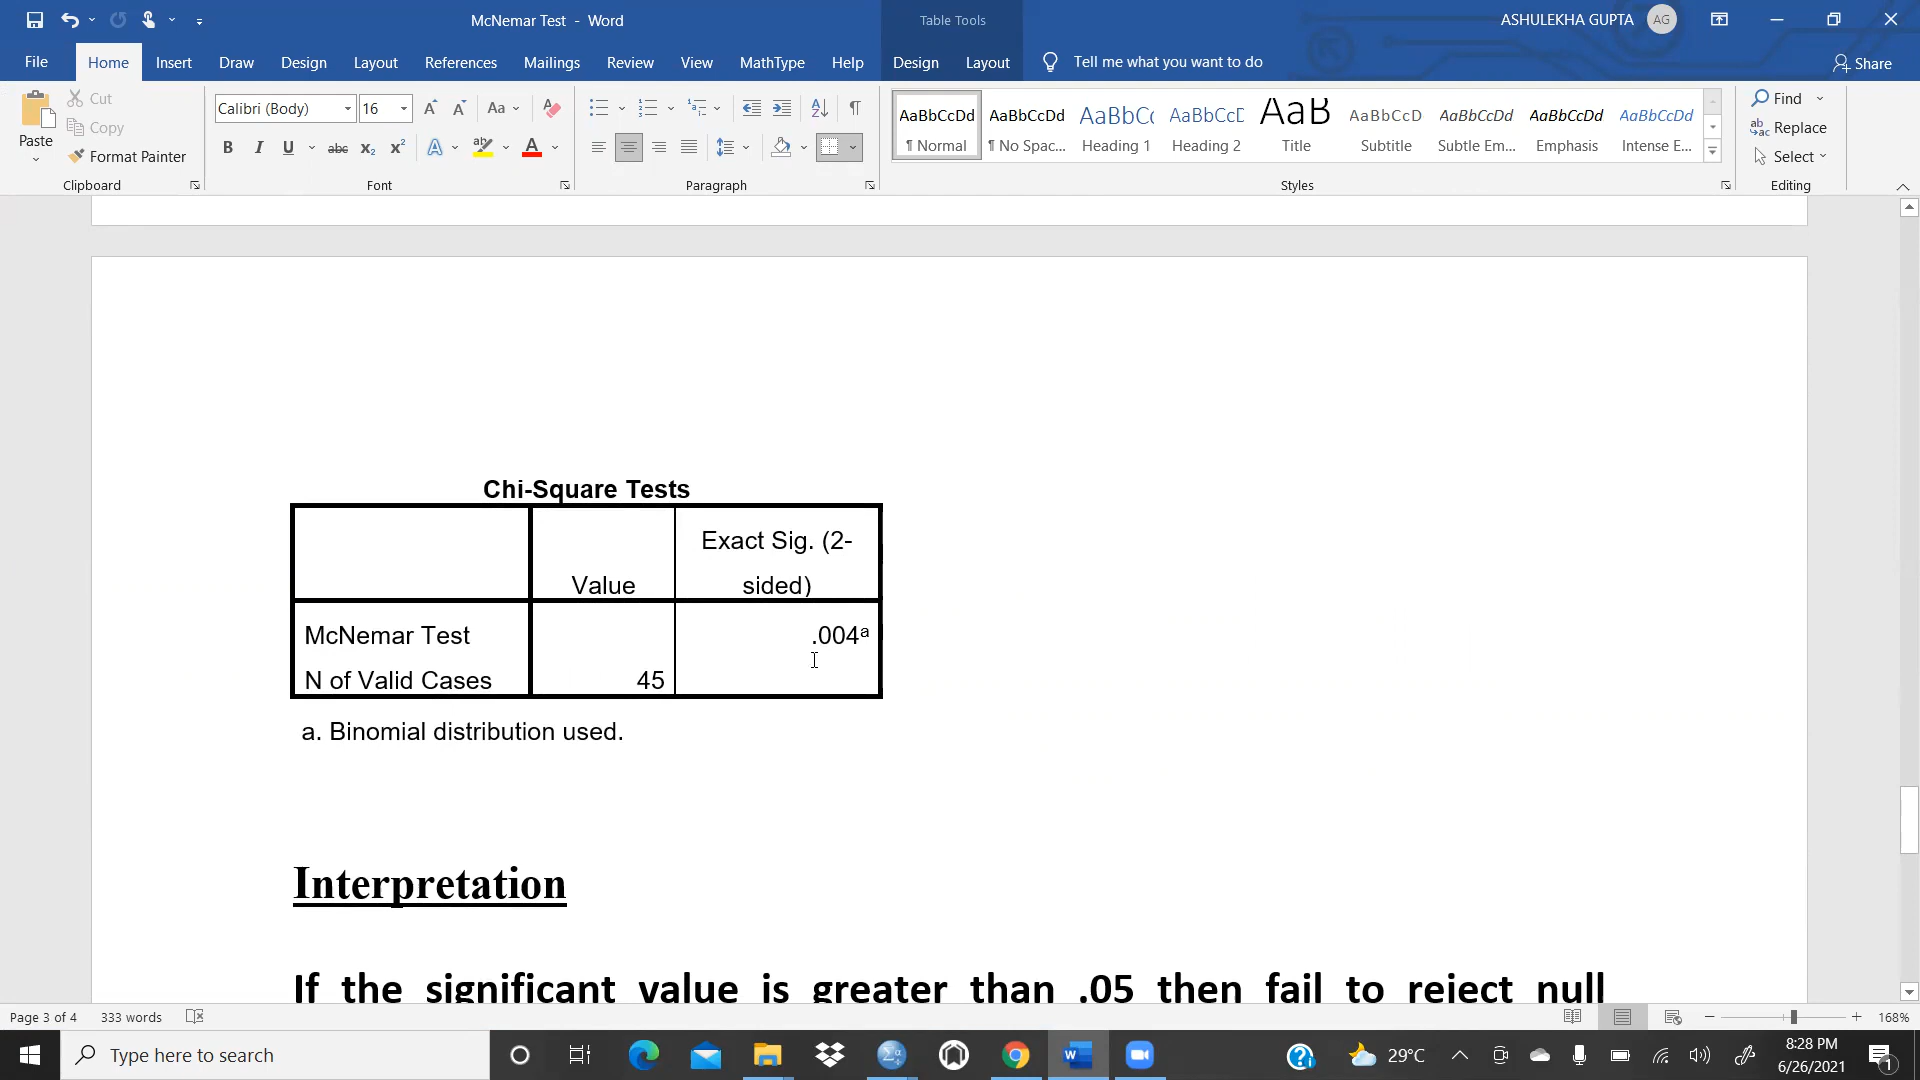 McNemar Test - Word
Table Tools
ASHULEKHA GUPTA
AG
File
Home
Insert
Draw
Design
Layout
References
Mailings
Review
View
MathType
Help
Design
Layout
Tell me what you want to do
Share
Paste
Cut
Copy
Format Painter
Clipboard
Calibri (Body)
16
Font
Paragraph
AaBbCcDd
¶ Normal
AaBbCcDd
¶ No Spac...
AaBbCc
Heading 1
AaBbCcD
Heading 2
AaB
Title
AaBbCcD
Subtitle
AaBbCcDd
Subtle Em...
AaBbCcDd
Emphasis
AaBbCcDd
Intense E...
Styles
Find
Replace
Select
Editing
Chi-Square Tests
Value
Exact Sig. (2-
sided)
McNemar Test
.004ᵃ
N of Valid Cases
45
a. Binomial distribution used.
Interpretation
If the significant value is greater than .05 then fail to reject null
Page 3 of 4
333 words
168%
Type here to search
29°C
8:28 PM
6/26/2021
1